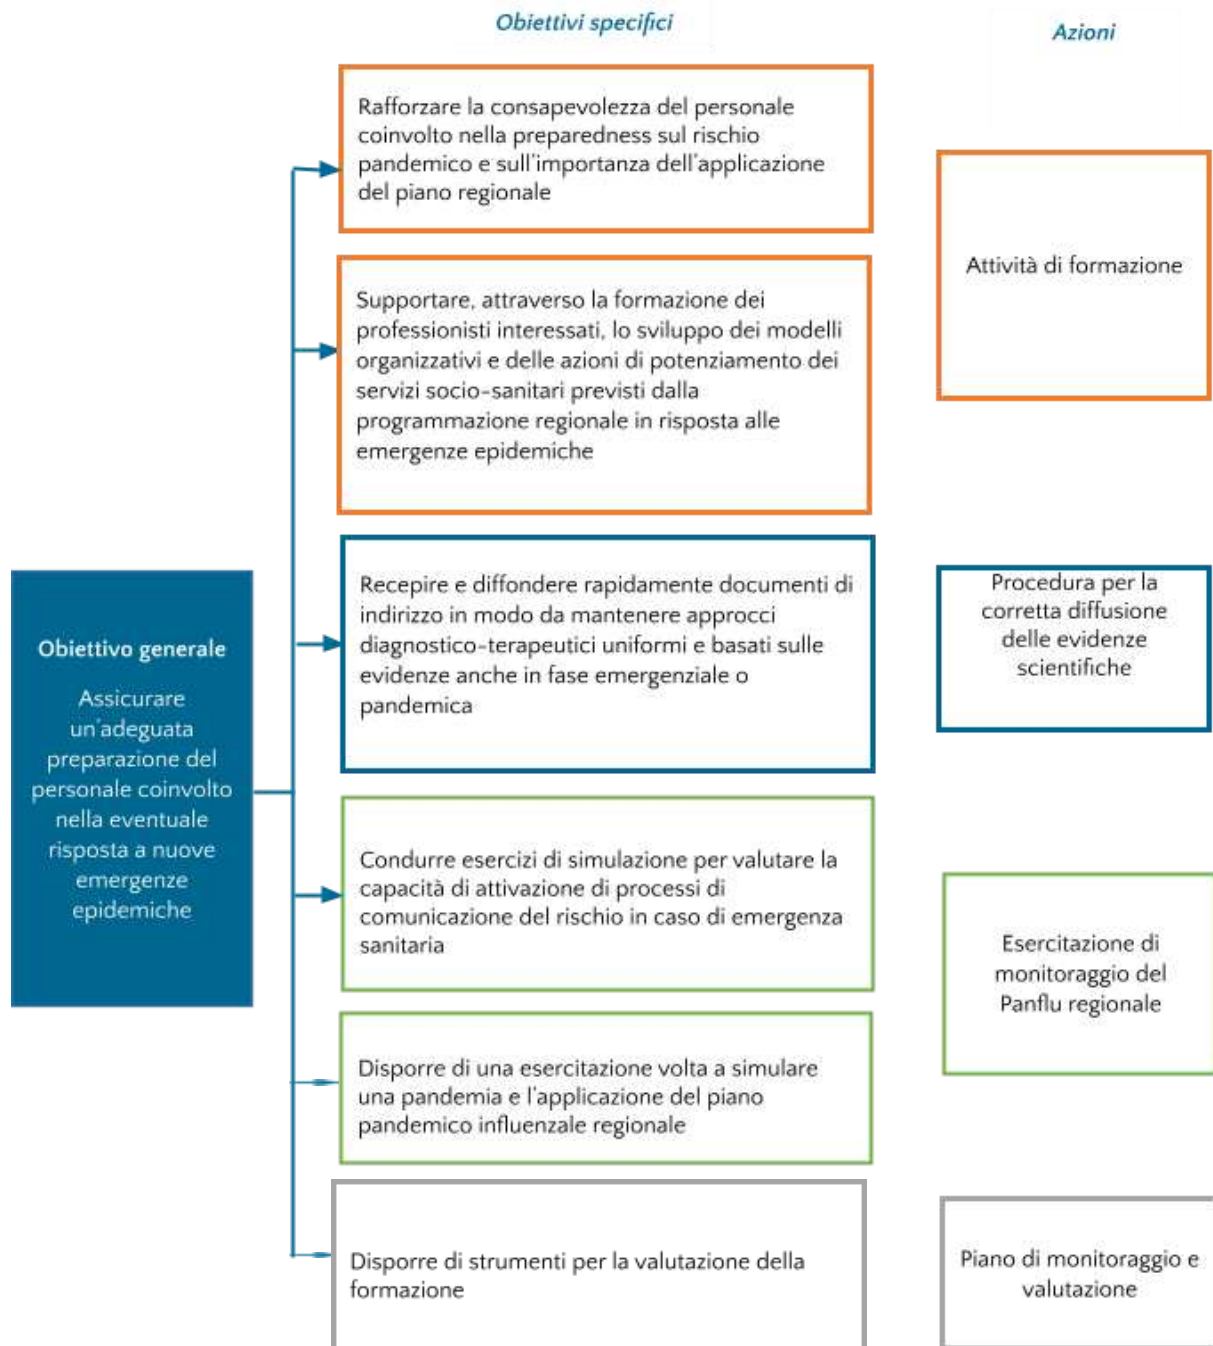 Obiettivi specifici
Azioni
Rafforzare la consapevolezza del personale
coinvolto nella preparedness sul rischio
pandemico e sull'importanza dell'applicazione
del piano regionale
Attività di formazione
Supportare, attraverso la formazione dei
professionisti interessati, lo sviluppo dei modelli
organizzativi e delle azioni di potenziamento dei
servizi socio-sanitari previsti dalla
programmazione regionale in risposta alle
emergenze epidemiche
Obiettivo generale
Assicurare
un'adeguata
preparazione del
personale coinvolto
nella eventuale
risposta a nuove
emergenze
epidemiche
Recepire e diffondere rapidamente documenti di
indirizzo in modo da mantenere approcci
diagnostico-terapeutici uniformi e basati sulle
evidenze anche in fase emergenziale o
pandemica
Procedura per la
corretta diffusione
delle evidenze
scientifiche
Condurre esercizi di simulazione per valutare la
capacità di attivazione di processi di
comunicazione del rischio in caso di emergenza
sanitaria
Esercitazione di
monitoraggio del
Panflu regionale
Disporre di una esercitazione volta a simulare
una pandemia e l'applicazione del piano
pandemico influenzale regionale
Disporre di strumenti per la valutazione della
formazione
Piano di monitoraggio e
valutazione